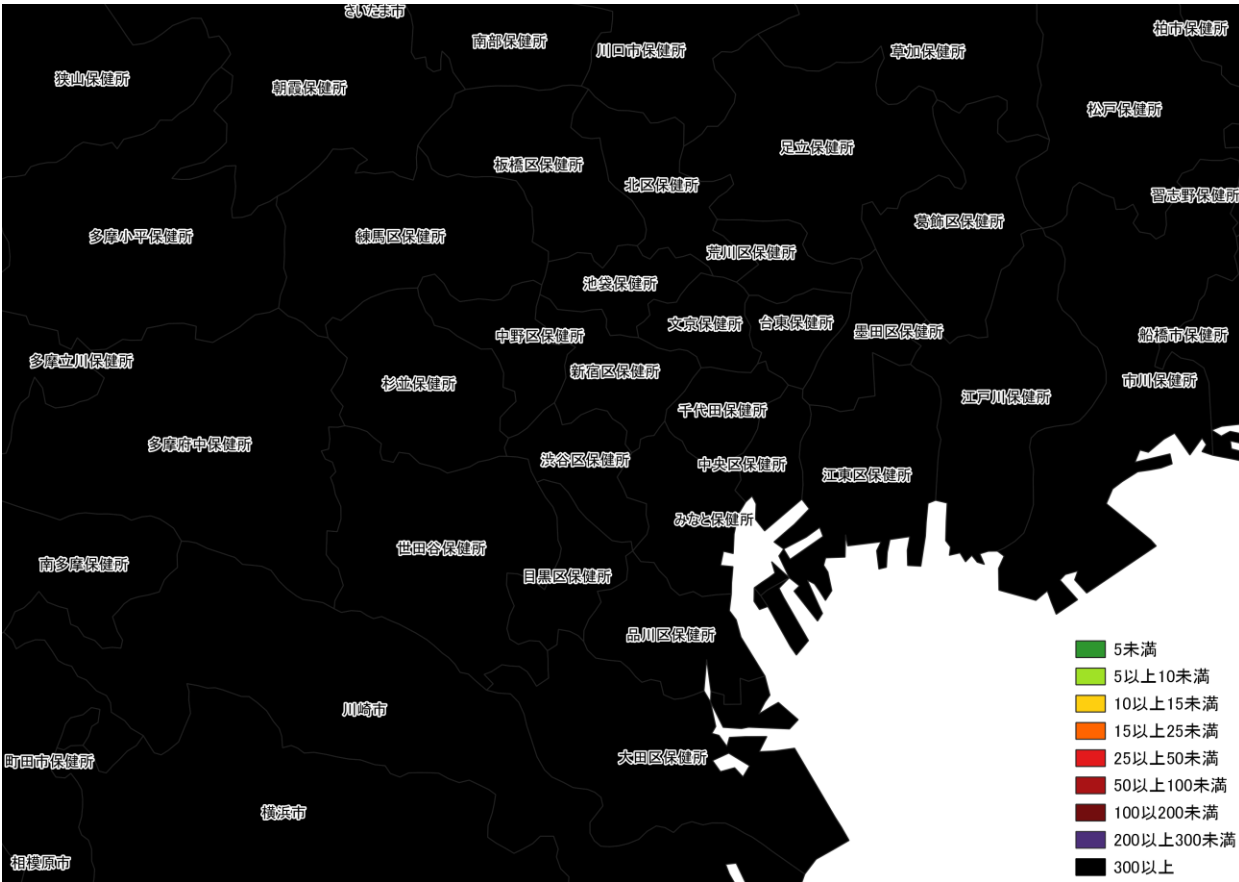 さいたま市
柏市保健所
南部保健所
川口市保健所
草加保健所
狭山保健所
朝霞保健所
松戸保健所
足立保健所
板橋区保健所
北区保健所
習志野保健所
葛飾区保健所
多摩小平保健所
練馬区保健所
荒川区保健所
池袋保健所
文京保健所
台東保健所
墨田区保健所
中野区保健所
船橋市保健所
多摩立川保健所
新宿区保健所
杉並保健所
市川保健所
江戸川保健所
千代田保健所
多摩府中保健所
渋谷区保健所
中央区保健所
江東区保健所
みなと保健所
世田谷保健所
南多摩保健所
目黒区保健所
品川区保健所
川崎市
大田区保健所
町田市保健所
横浜市
相模原市
5未満
5以上10未満
10以上15未満
15以上25未満
25以上50未満
50以上100未満
100以200未満
200以上300未満
300以上